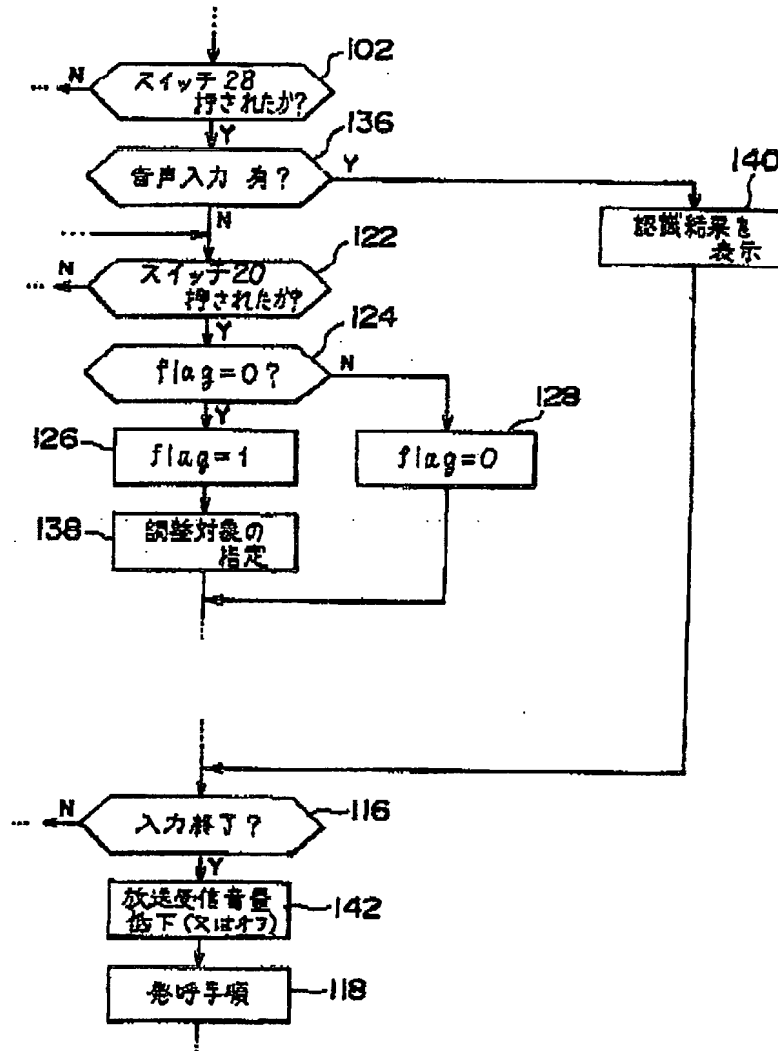 102
N
スイッチ28
押されたか?
Y
136
音声入力 有?
Y
140
N
認識結果を
表示
122
N
スイッチ20
押されたか?
Y
124
flag=0?
N
Y
128
126
flag=1
flag=0
138
調整対象の
指定
N
116
入力終了?
Y
放送受信音量
低下(又はオフ)
142
発呼手順
118